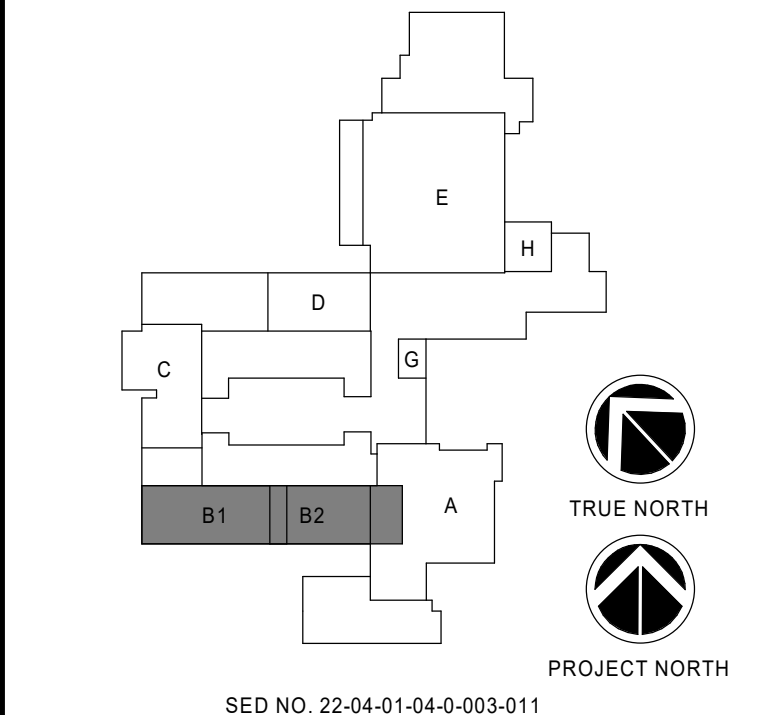 E
H
D
G
C
A
B1 B2
TRUE NORTH
PROJECT NORTH
SED NO. 22-04-01-04-0-003-011